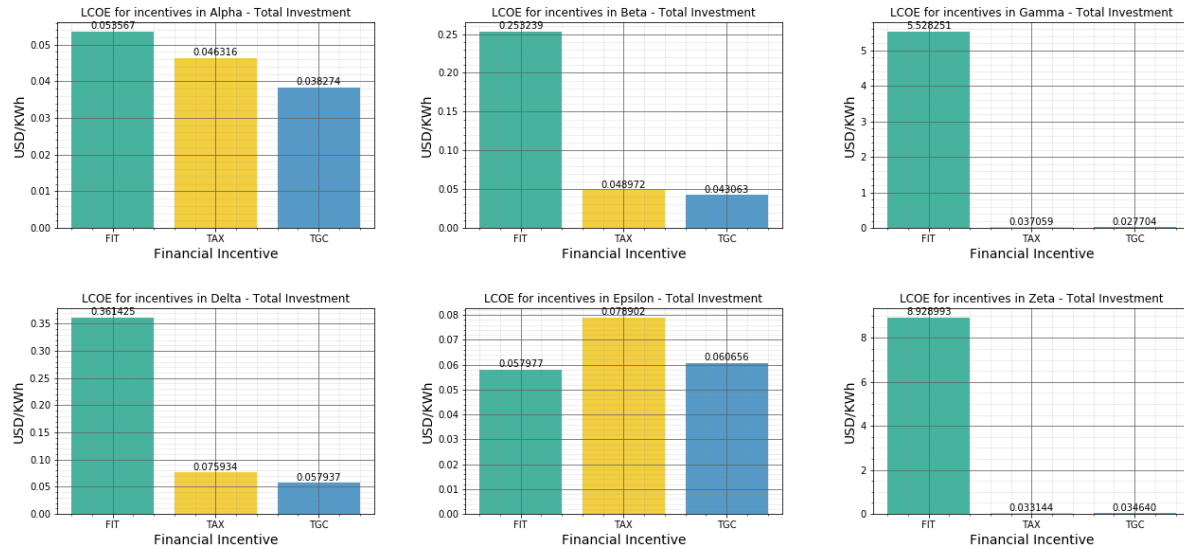 LCOE for incentives in Alpha - Total Investment
0.053567
0.046316
0.038274
USD/KWh
0.05
0.04
0.03
0.02
0.01
0.00
FIT TAX TGC
Financial Incentive
LCOE for incentives in Beta - Total Investment
0.253239
0.048972
0.043063
USD/KWh
0.25
0.20
0.15
0.10
0.05
0.00
FIT TAX TGC
Financial Incentive
LCOE for incentives in Gamma - Total Investment
5.528251
0.037059
0.027704
USD/KWh
5
4
3
2
1
0
FIT TAX TGC
Financial Incentive
LCOE for incentives in Delta - Total Investment
0.361425
0.075934
0.057937
USD/KWh
0.35
0.30
0.25
0.20
0.15
0.10
0.05
0.00
FIT TAX TGC
Financial Incentive
LCOE for incentives in Epsilon - Total Investment
0.057977
0.078902
0.060656
USD/KWh
0.08
0.07
0.06
0.05
0.04
0.03
0.02
0.01
0.00
FIT TAX TGC
Financial Incentive
LCOE for incentives in Zeta - Total Investment
8.928993
0.033144
0.034640
USD/KWh
8
6
4
2
0
FIT TAX TGC
Financial Incentive